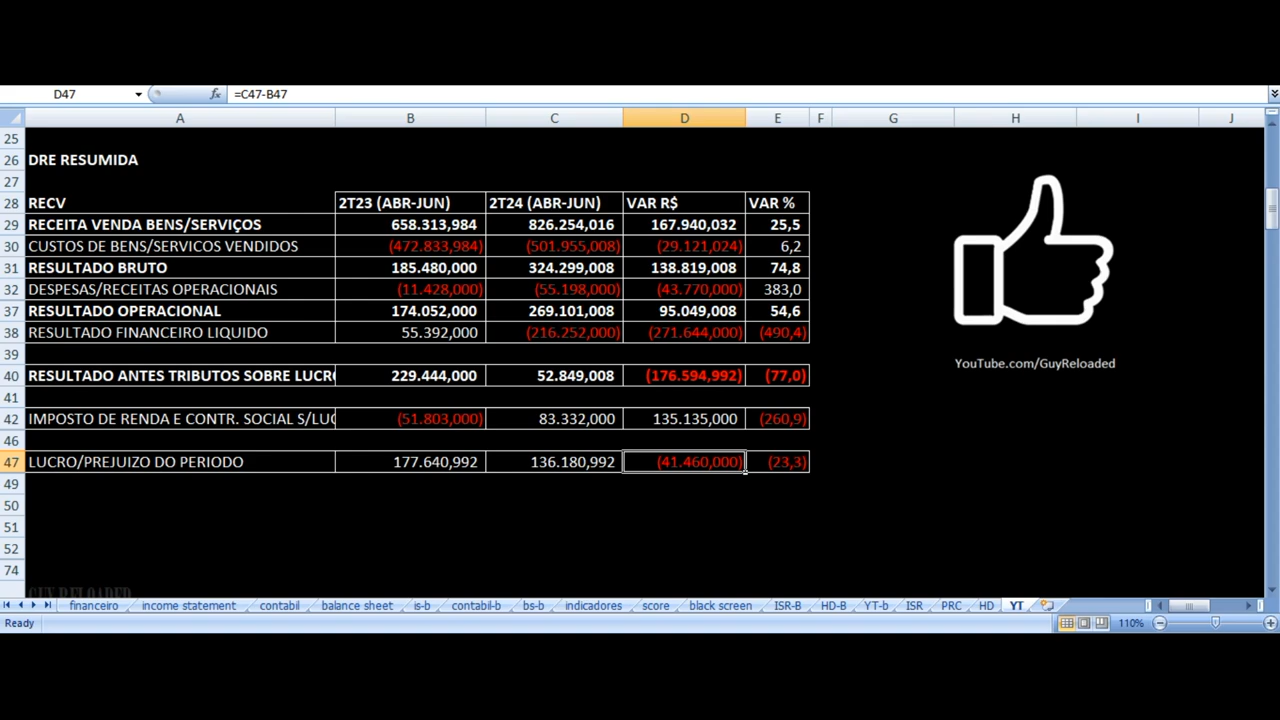 D47 fx =C47-B47
A B C D E F G H I J
25
26 DRE RESUMIDA
27
28 RECV 2T23 (ABR-JUN) 2T24 (ABR-JUN) VAR R$ VAR %
29 RECEITA VENDA BENS/SERVIÇOS 658.313,984 826.254,016 167.940,032 25,5
30 CUSTOS DE BENS/SERVICOS VENDIDOS (472.833,984) (501.955,008) (29.121,024) 6,2
31 RESULTADO BRUTO 185.480,000 324.299,008 138.819,008 74,8
32 DESPESAS/RECEITAS OPERACIONAIS (11.428,000) (55.198,000) (43.770,000) 383,0
37 RESULTADO OPERACIONAL 174.052,000 269.101,008 95.049,008 54,6
38 RESULTADO FINANCEIRO LIQUIDO 55.392,000 (216.252,000) (271.644,000) (490,4)
39
40 RESULTADO ANTES TRIBUTOS SOBRE LUCRO 229.444,000 52.849,008 (176.594,992) (77,0)
41
42 IMPOSTO DE RENDA E CONTR. SOCIAL S/LUC (51.803,000) 83.332,000 135.135,000 (260,9)
46
47 LUCRO/PREJUIZO DO PERIODO 177.640,992 136.180,992 (41.460,000) (23,3)
49
50
51
52
74
YouTube.com/GuyReloaded
GUY RELOADED
financeiro income statement contabil balance sheet is-b contabil-b bs-b indicadores score black screen ISR-B HD-B YT-b ISR PRC HD YT
Ready 110%